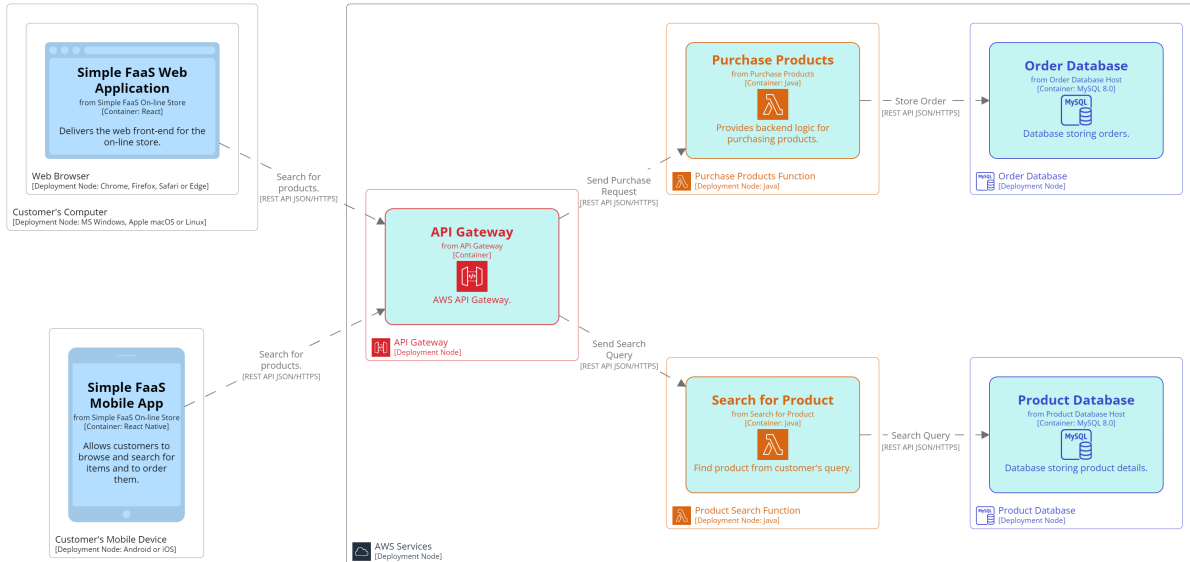 Simple FaaS Web
Application
from Simple FaaS On-line Store
[Container: React]
Delivers the web front-end for the
on-line store.
Web Browser
[Deployment Node: Chrome, Firefox, Safari or Edge]
Customer's Computer
[Deployment Node: MS Windows, Apple macOS or Linux]
Search for
products.
[REST API JSON/HTTPS]
Simple FaaS
Mobile App
from Simple FaaS On-line Store
[Container: React Native]
Allows customers to
browse and search for
items and to order
them.
Customer's Mobile Device
[Deployment Node: Android or iOS]
Search for
products.
[REST API JSON/HTTPS]
API Gateway
from API Gateway
[Container]
AWS API Gateway.
API Gateway
[Deployment Node]
Send Purchase
Request
[REST API JSON/HTTPS]
Purchase Products
from Purchase Products
[Container: Java]
Provides backend logic for
purchasing products.
Purchase Products Function
[Deployment Node: Java]
Store Order
[REST API JSON/HTTPS]
Order Database
from Order Database Host
[Container: MySQL 8.0]
MySQL
Database storing orders.
MySQL
Order Database
[Deployment Node]
Send Search
Query
[REST API JSON/HTTPS]
Search for Product
from Search for Product
[Container: Java]
Find product from customer's query.
Product Search Function
[Deployment Node: Java]
Search Query
[REST API JSON/HTTPS]
Product Database
from Product Database Host
[Container: MySQL 8.0]
MySQL
Database storing product details.
MySQL
Product Database
[Deployment Node]
AWS Services
[Deployment Node]